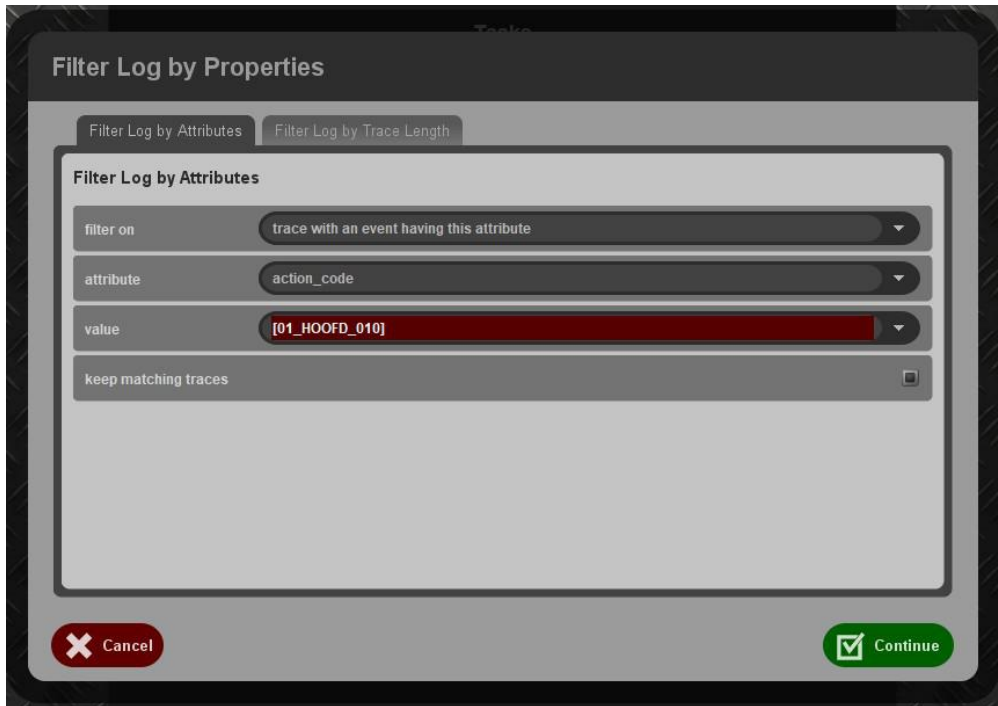 Tasks
Filter Log by Properties
Filter Log by Attributes Filter Log by Trace Length
Filter Log by Attributes
filter on trace with an event having this attribute
attribute action_code
value [01_HOOFD_010]
keep matching traces
Cancel Continue